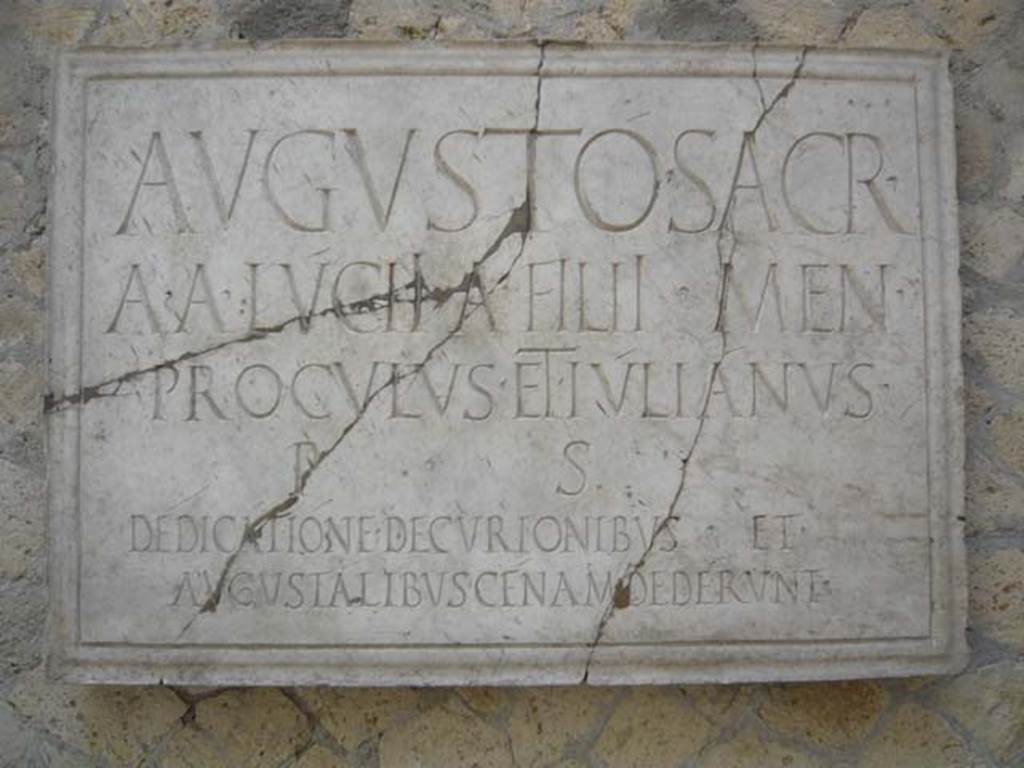 AVGVSTO SACR·
A·A·LVCII·A·FILII·MEN·
PROCVLVS·ET·IVLIANVS·
P S
DEDICATIONE·DECVRIONIBVS ET
AVGVSTALIBVS CENAM DEDERVNT·